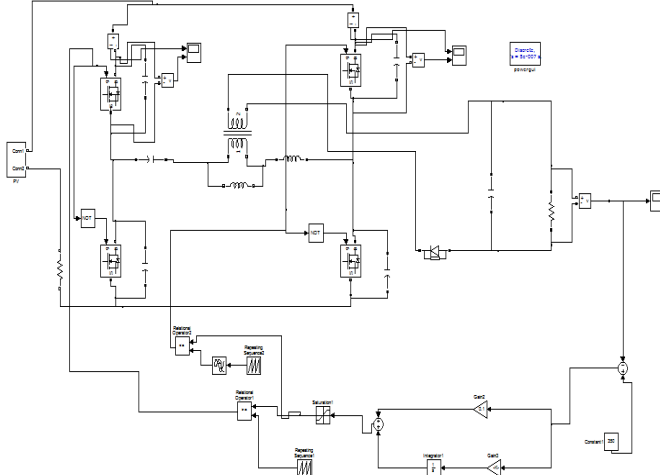 Discrete,
powergui
Conn1
Conn2
PV
NOT
NOT
Relational
Operator2
Repeating
Sequence2
Relational
Operator1
Saturation1
Gain2
Constant1
Repeating
Sequence1
Integrator1
Gain3